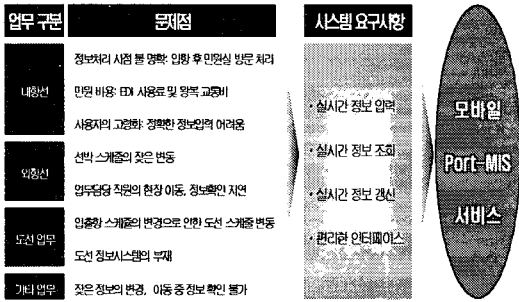 업무 구분
문제점
시스템 요구사항
내항선
정보처리 시점 불 명확: 입항 후 민원실 방문 처리
민원 비용: EDI 사용료 및 왕복 교통비
사용자의 고령화: 정확한 정보입력 어려움
외항선
선박 스케줄의 잦은 변동
업무담당 직원의 현장 이동, 정보확인 지연
도선 업무
입출항 스케줄의 변경으로 인한 도선 스케줄 변동
도선 정보시스템의 부재
기타 업무
잦은 정보의 변경, 이동 중 정보 확인 불가
· 실시간 정보 입력
· 실시간 정보 조회
· 실시간 정보 갱신
· 편리한 인터페이스
모바일
Port-MIS
서비스